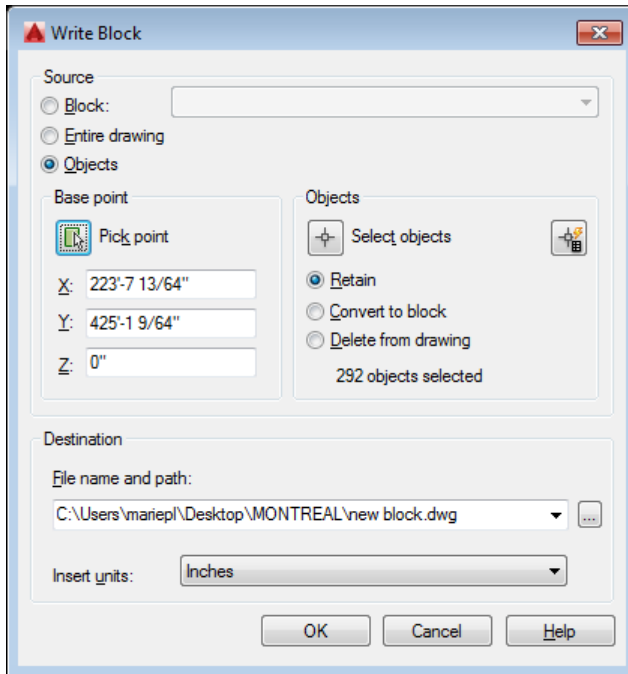 Write Block
Source
Block:
Entire drawing
Objects
Base point
Pick point
X: 223'-7 13/64"
Y: 425'-1 9/64"
Z: 0"
Objects
Select objects
Retain
Convert to block
Delete from drawing
292 objects selected
Destination
File name and path:
C:\Users\mariepl\Desktop\MONTREAL\new block.dwg
...
Insert units: Inches
OK Cancel Help